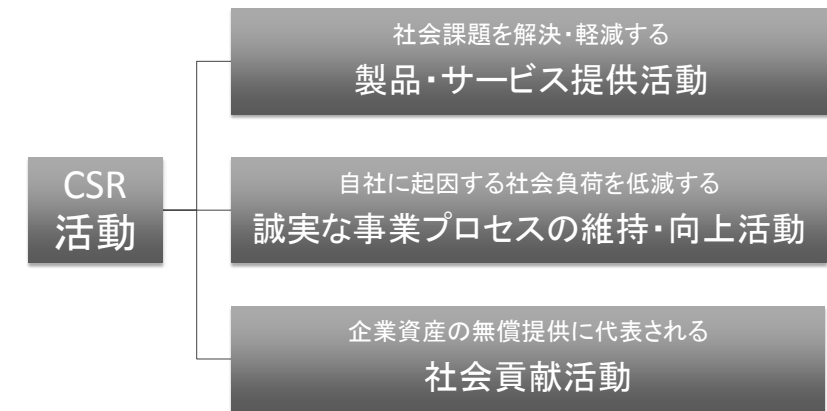 社会課題を解決・軽減する
製品・サービス提供活動
CSR
活動
自社に起因する社会負荷を低減する
誠実な事業プロセスの維持・向上活動
企業資産の無償提供に代表される
社会貢献活動